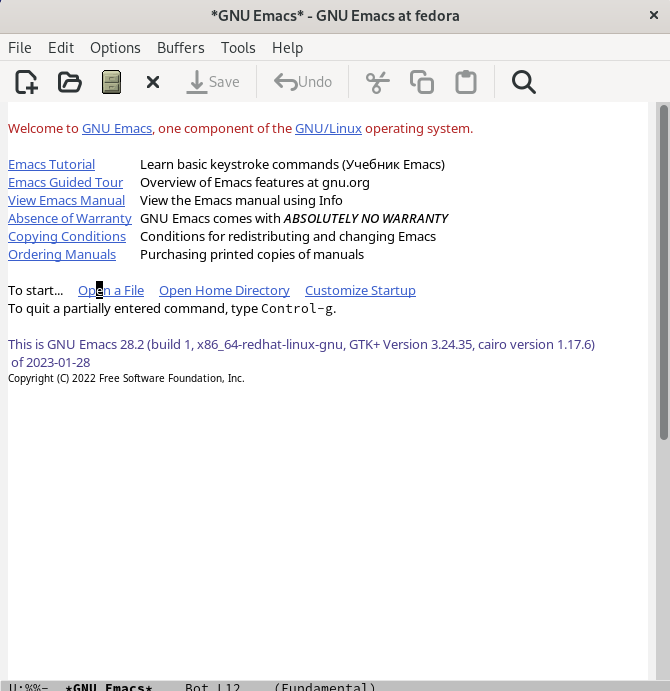 *GNU Emacs* - GNU Emacs at fedora
File Edit Options Buffers Tools Help
Save Undo
Welcome to GNU Emacs, one component of the GNU/Linux operating system.
Emacs Tutorial Learn basic keystroke commands (Учебник Emacs)
Emacs Guided Tour Overview of Emacs features at gnu.org
View Emacs Manual View the Emacs manual using Info
Absence of Warranty GNU Emacs comes with ABSOLUTELY NO WARRANTY
Copying Conditions Conditions for redistributing and changing Emacs
Ordering Manuals Purchasing printed copies of manuals
To start... Open a File Open Home Directory Customize Startup
To quit a partially entered command, type Control-g.
This is GNU Emacs 28.2 (build 1, x86_64-redhat-linux-gnu, GTK+ Version 3.24.35, cairo version 1.17.6)
of 2023-01-28
Copyright (C) 2022 Free Software Foundation, Inc.
U:%%- *GNU Emacs* Bot L12 (Fundamental)